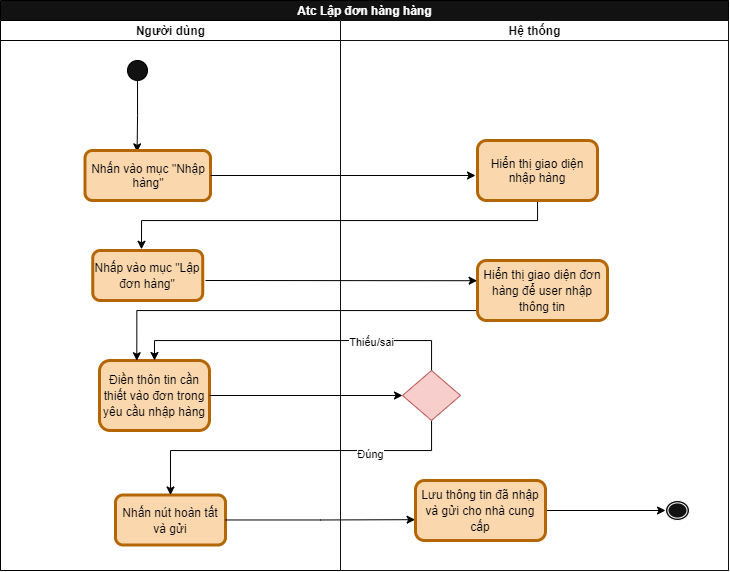 Atc Lập đơn hàng hàng
Người dùng
Hệ thống
Nhấn vào mục "Nhập
hàng"
Hiển thị giao diện
nhập hàng
Nhấp vào mục "Lập
đơn hàng"
Hiển thị giao diện đơn
hàng để user nhập
thông tin
Thiếu/sai
Điền thôn tin cần
thiết vào đơn trong
yêu cầu nhập hàng
Đúng
Nhấn nút hoàn tất
và gửi
Lưu thông tin đã nhập
và gửi cho nhà cung
cấp